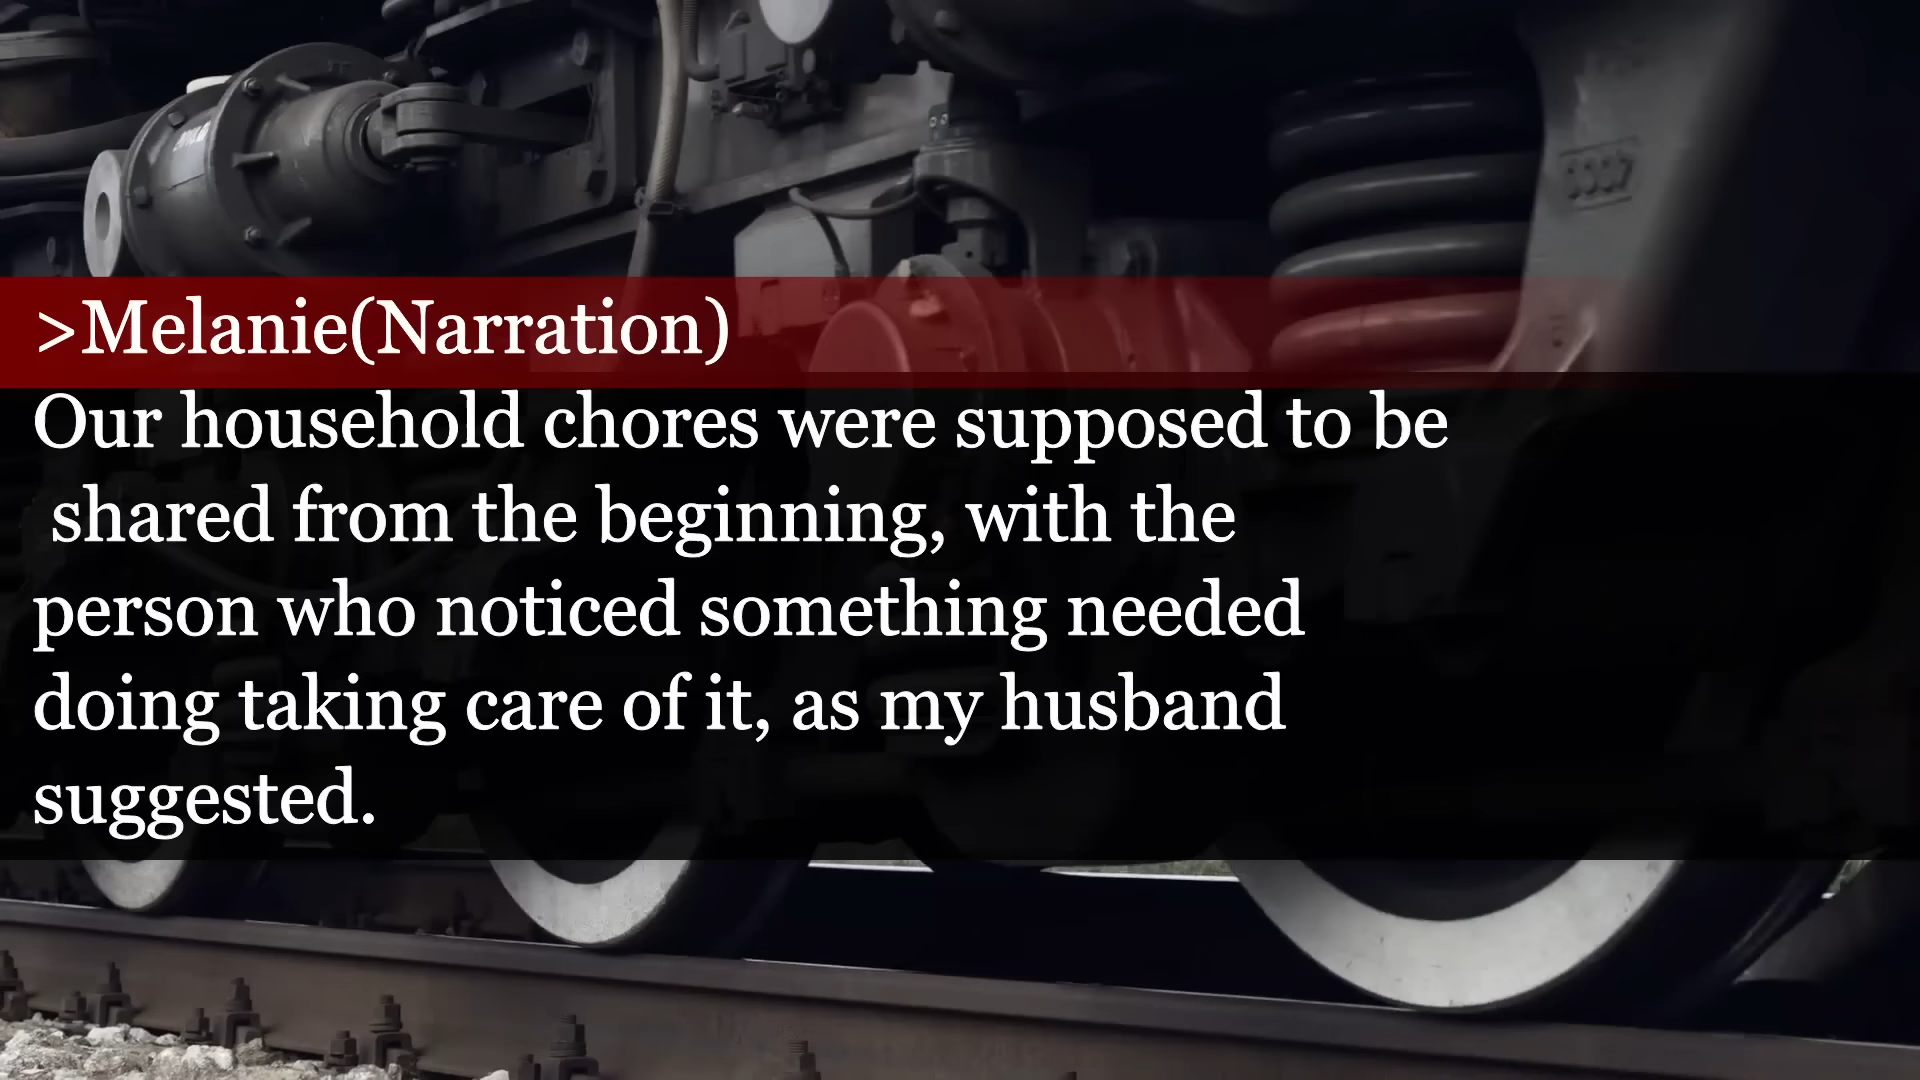 >Melanie(Narration)
Our household chores were supposed to be
shared from the beginning, with the
person who noticed something needed
doing taking care of it, as my husband
suggested.